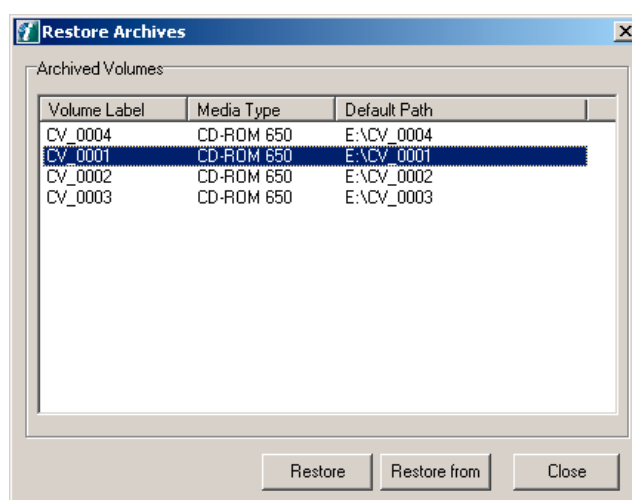 Restore Archives
Archived Volumes
Volume Label Media Type Default Path
CV_0004 CD-ROM 650 E:\CV_0004
CV_0001 CD-ROM 650 E:\CV_0001
CV_0002 CD-ROM 650 E:\CV_0002
CV_0003 CD-ROM 650 E:\CV_0003
Restore Restore from Close